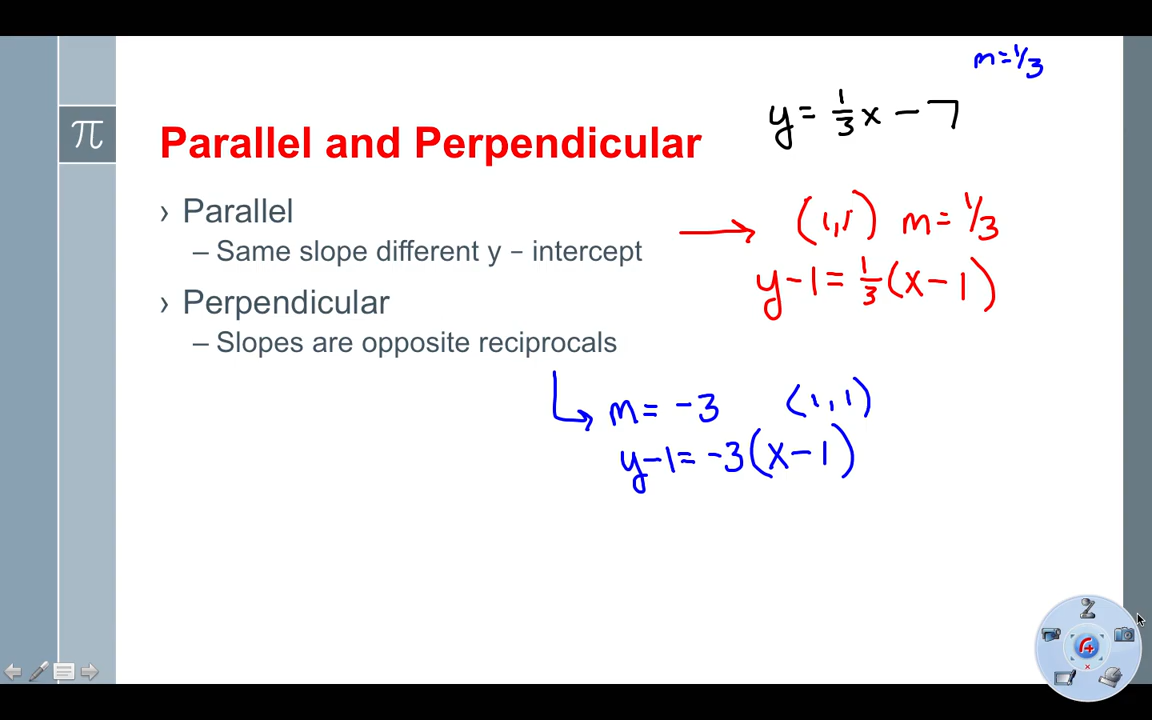 m=1/3
y = 1/3 x - 7
π
Parallel and Perpendicular
› Parallel
– Same slope different y – intercept
→ (1,1) m = 1/3
y-1 = 1/3 (x-1)
› Perpendicular
– Slopes are opposite reciprocals
m = -3 (1,1)
y-1 = -3(x-1)